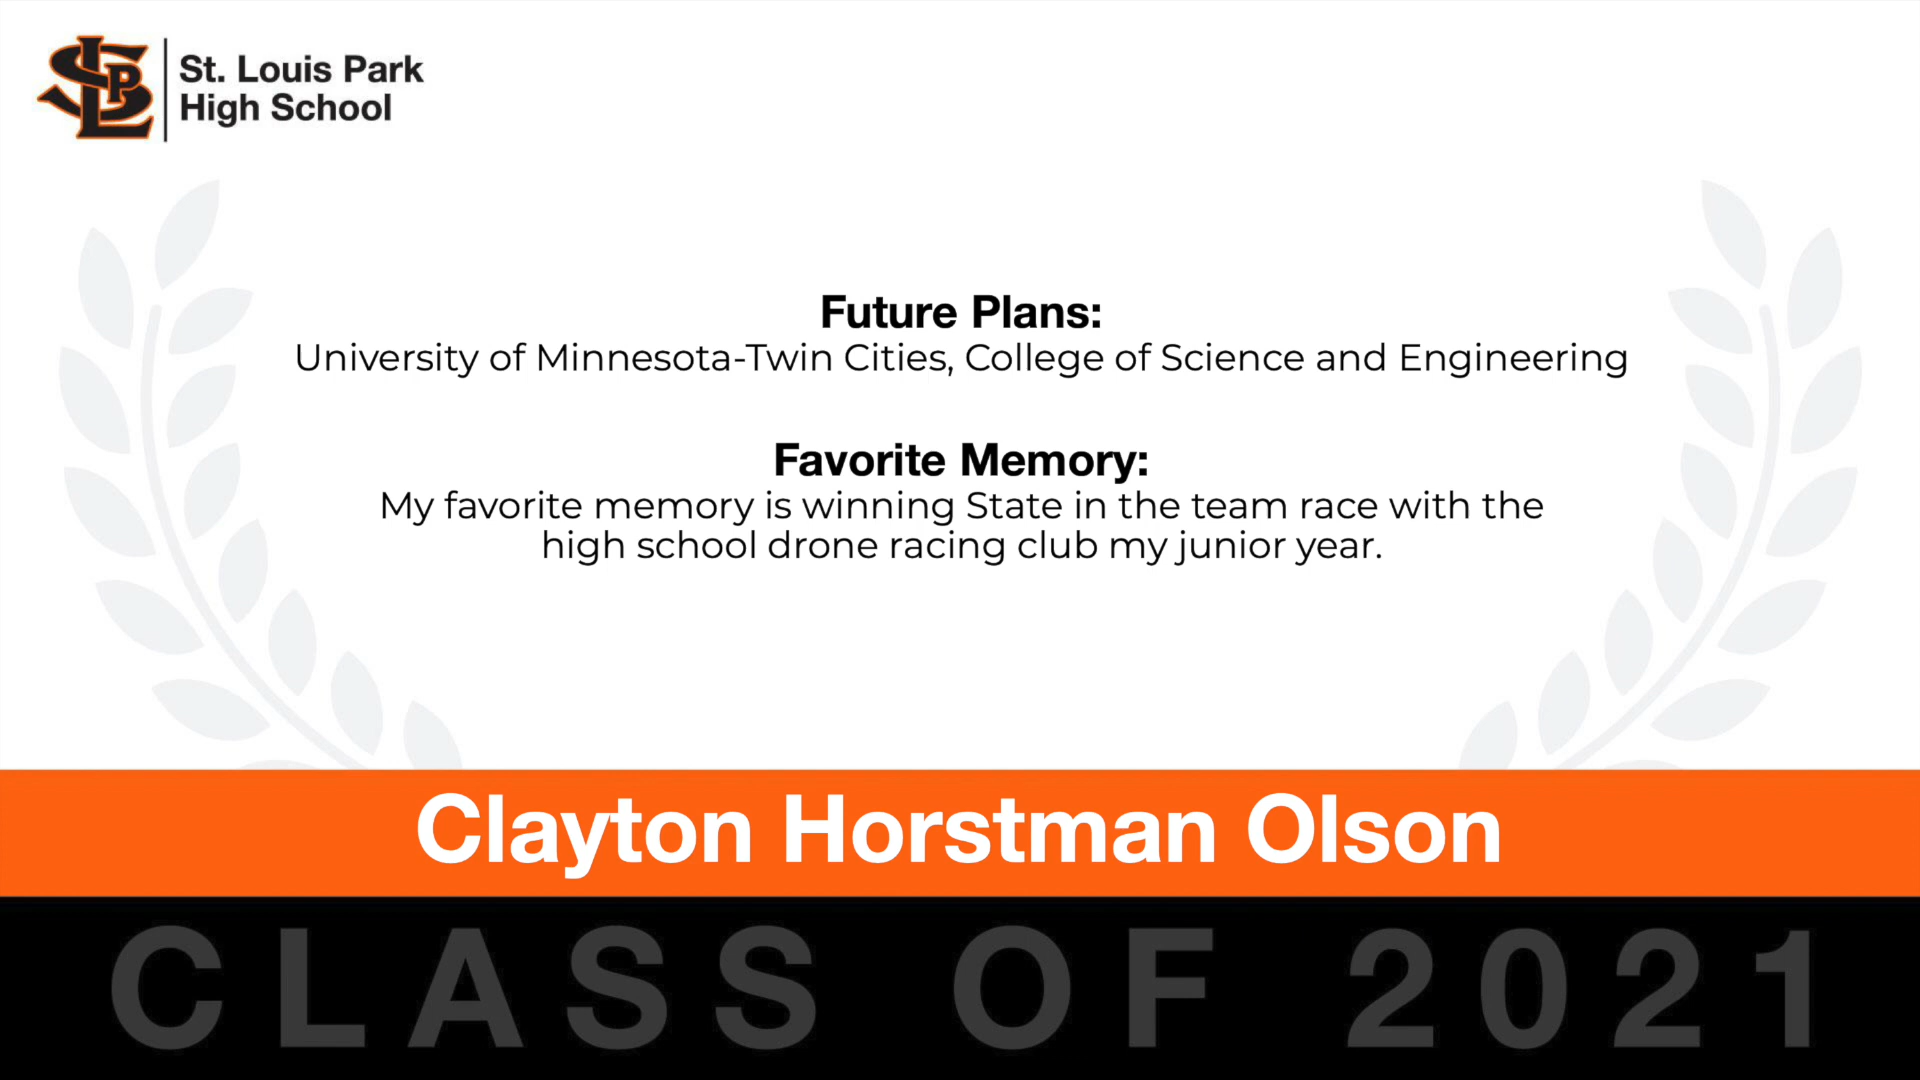 SLP
St. Louis Park
High School
Future Plans:
University of Minnesota-Twin Cities, College of Science and Engineering
Favorite Memory:
My favorite memory is winning State in the team race with the
high school drone racing club my junior year.
Clayton Horstman Olson
CLASS OF 2021